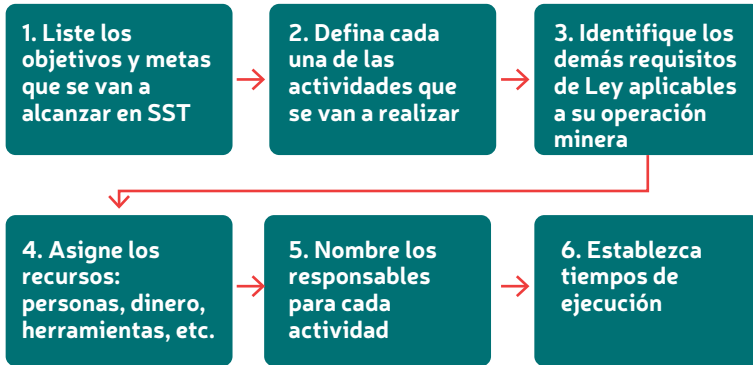 1. Liste los
objetivos y metas
que se van a
alcanzar en SST
2. Defina cada
una de las
actividades que
se van a realizar
3. Identifique los
demás requisitos
de Ley aplicables
a su operación
minera
4. Asigne los
recursos:
personas, dinero,
herramientas, etc.
5. Nombre los
responsables
para cada
actividad
6. Establezca
tiempos de
ejecución